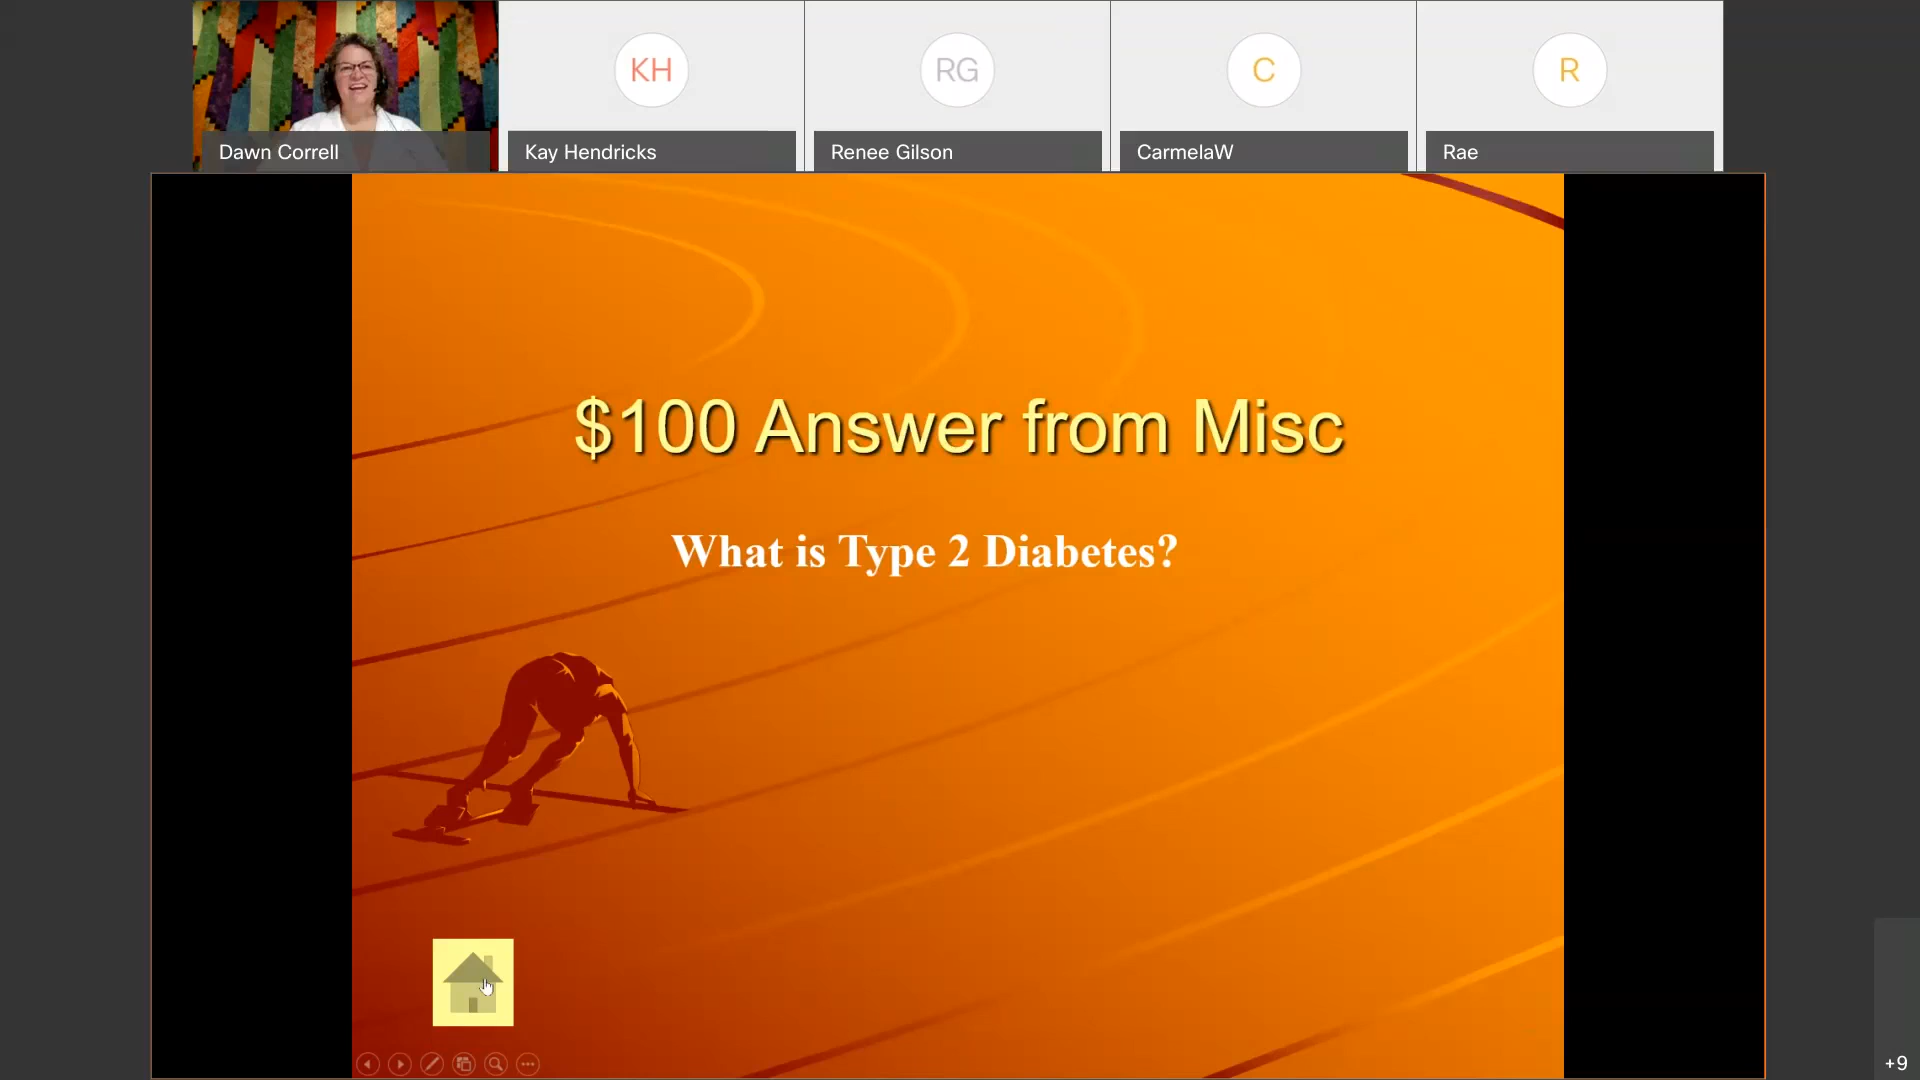 KH
RG
C
R
Dawn Correll
Kay Hendricks
Renee Gilson
CarmelaW
Rae
$100 Answer from Misc
What is Type 2 Diabetes?
+9